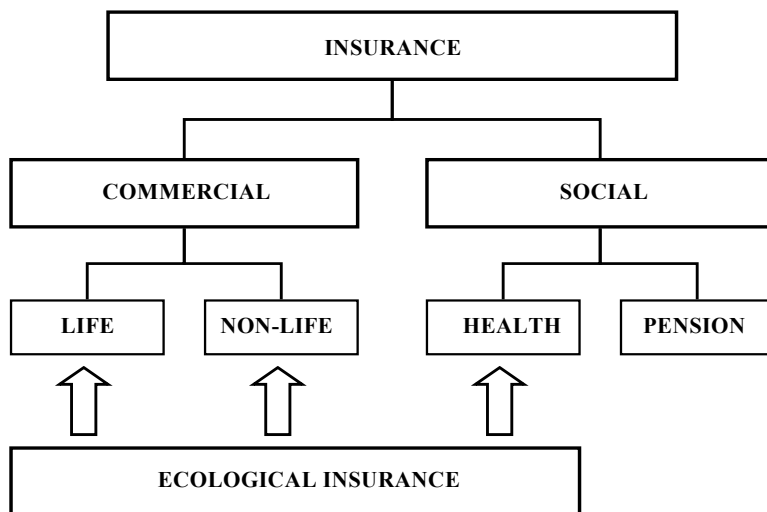 INSURANCE
COMMERCIAL
SOCIAL
LIFE
NON-LIFE
HEALTH
PENSION
ECOLOGICAL INSURANCE